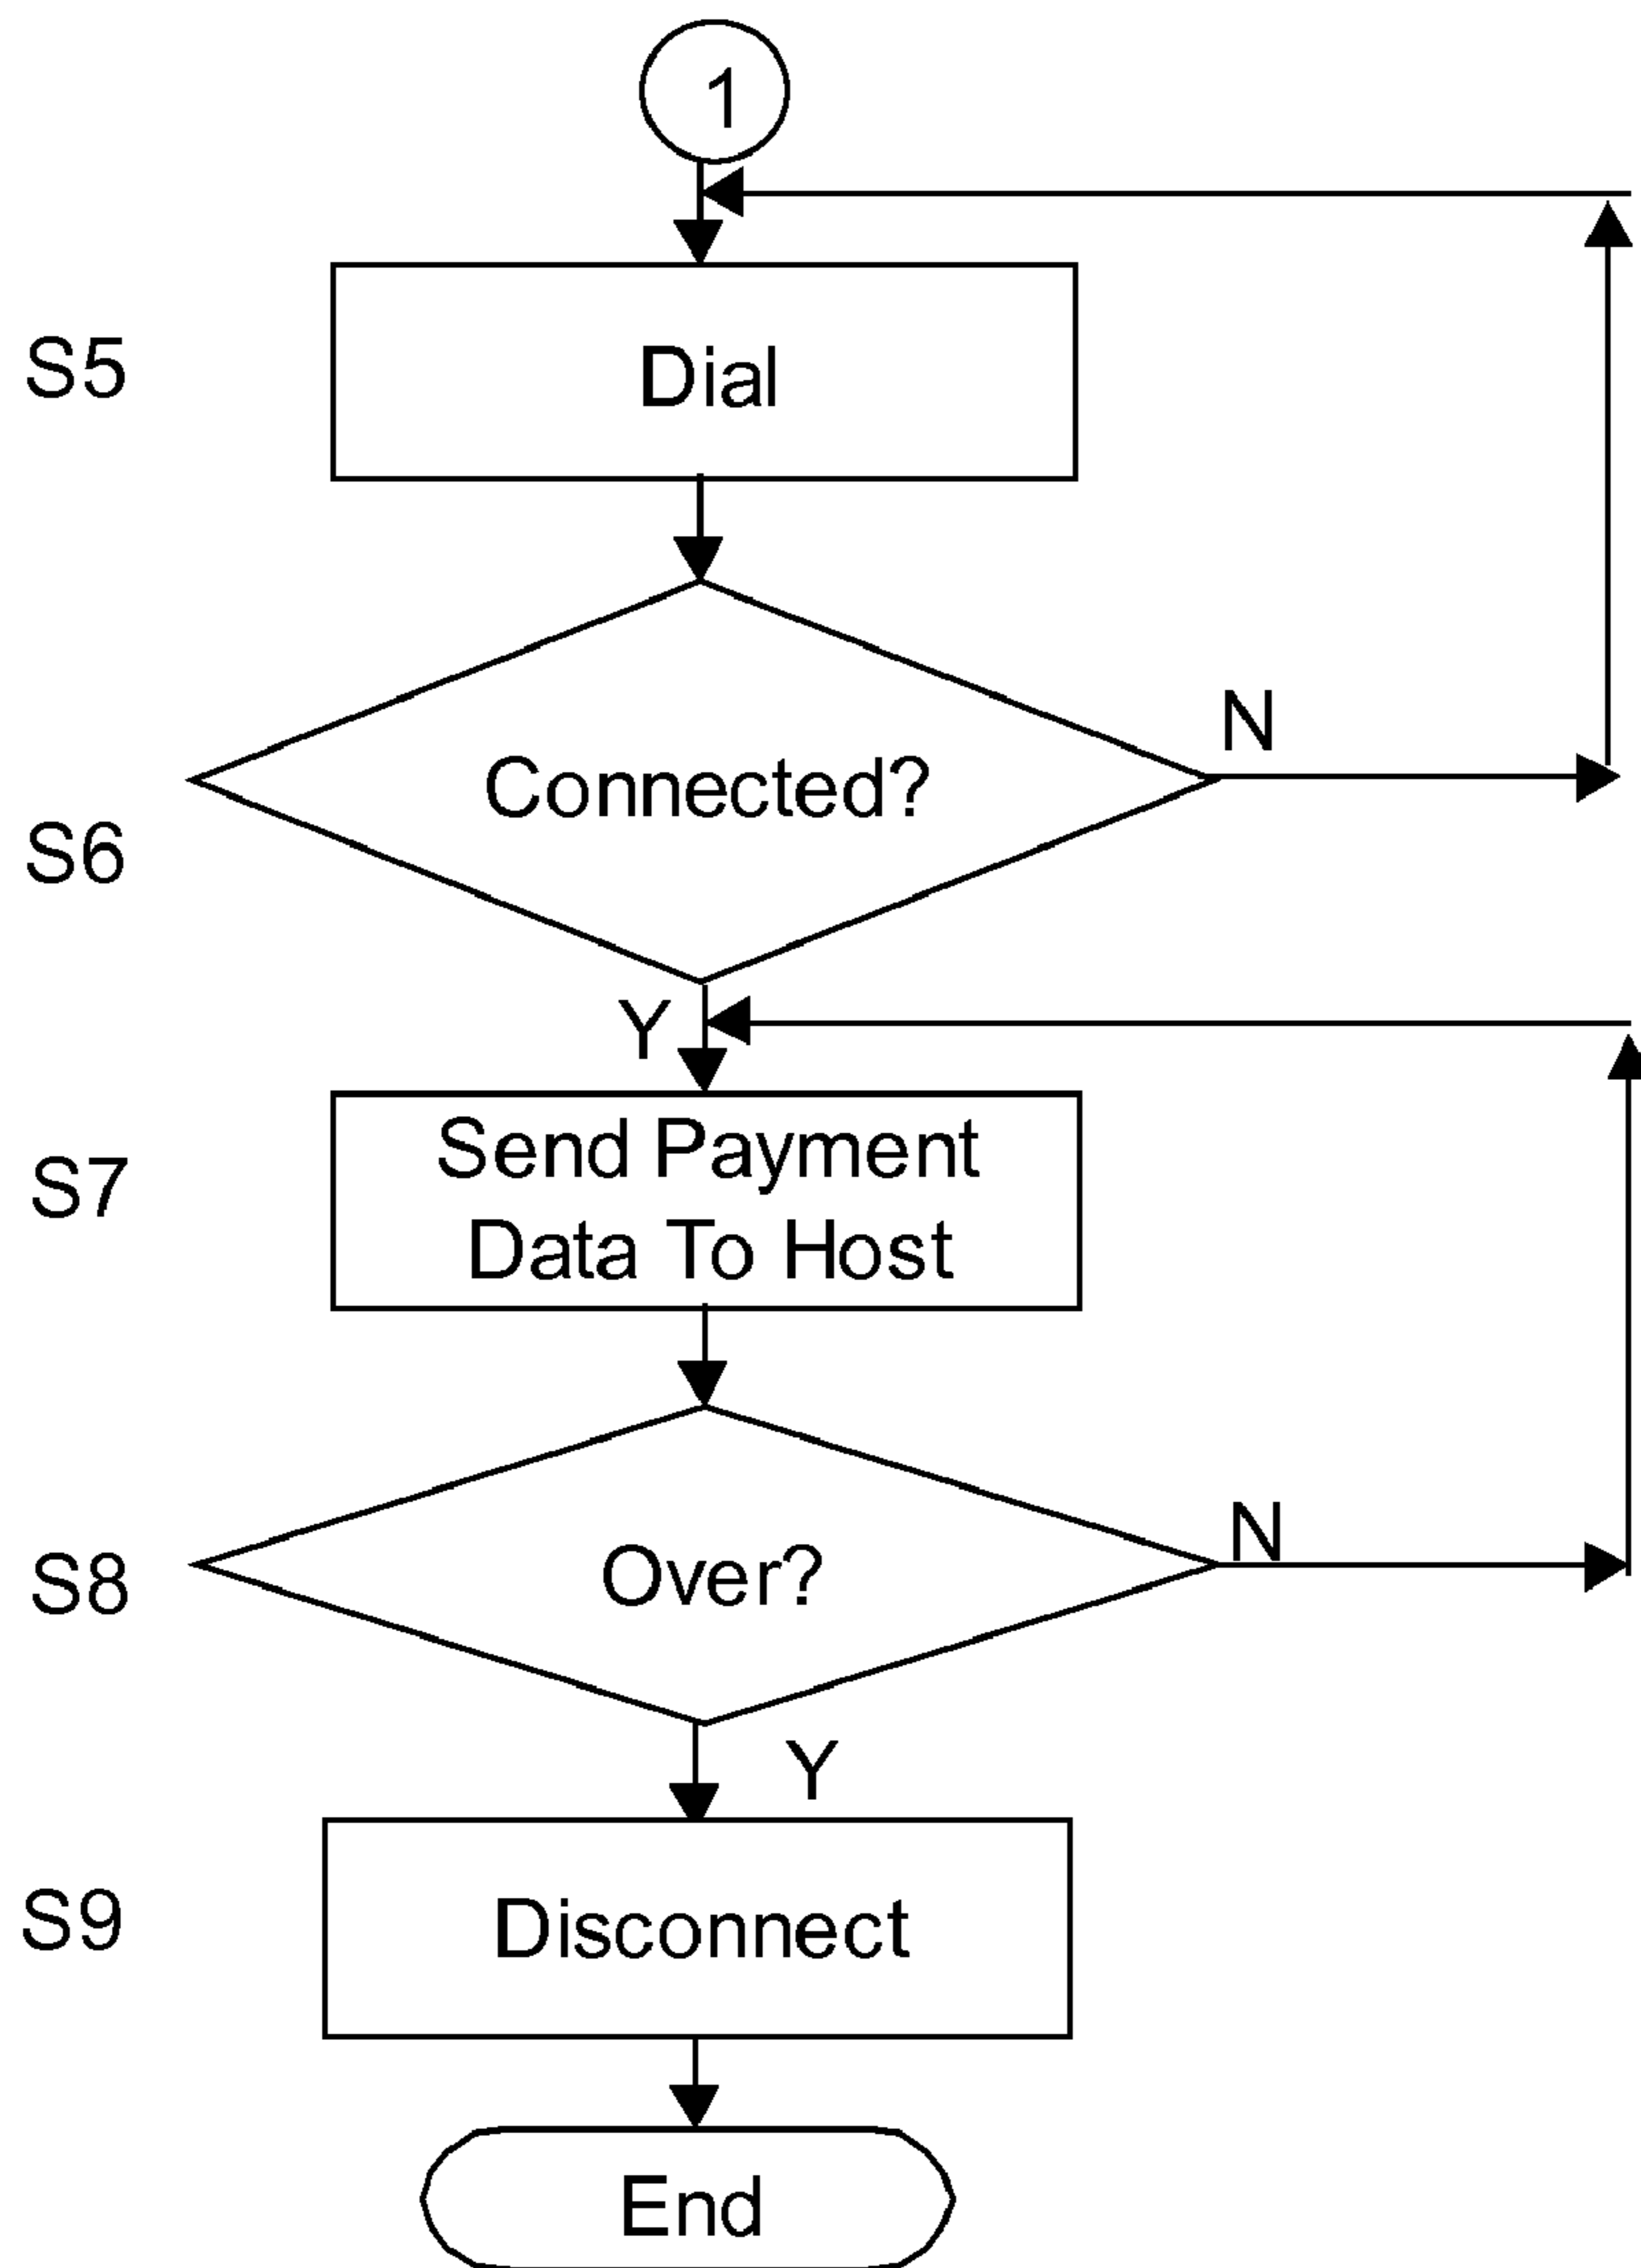 1
S5
Dial
N
Connected?
S6
Y
Send Payment
S7
Data To Host
N
Over?
S8
Y
S9
Disconnect
End